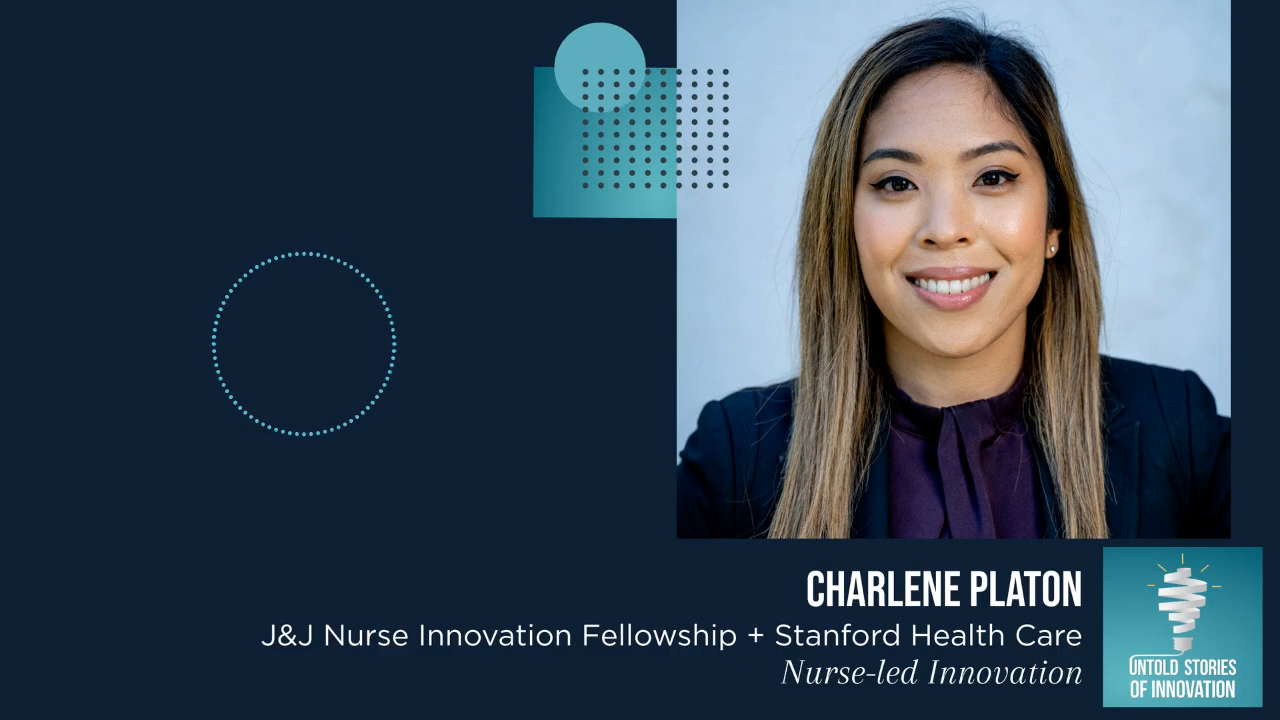 CHARLENE PLATON
J&J Nurse Innovation Fellowship + Stanford Health Care
Nurse-led Innovation
UNTOLD STORIES
OF INNOVATION